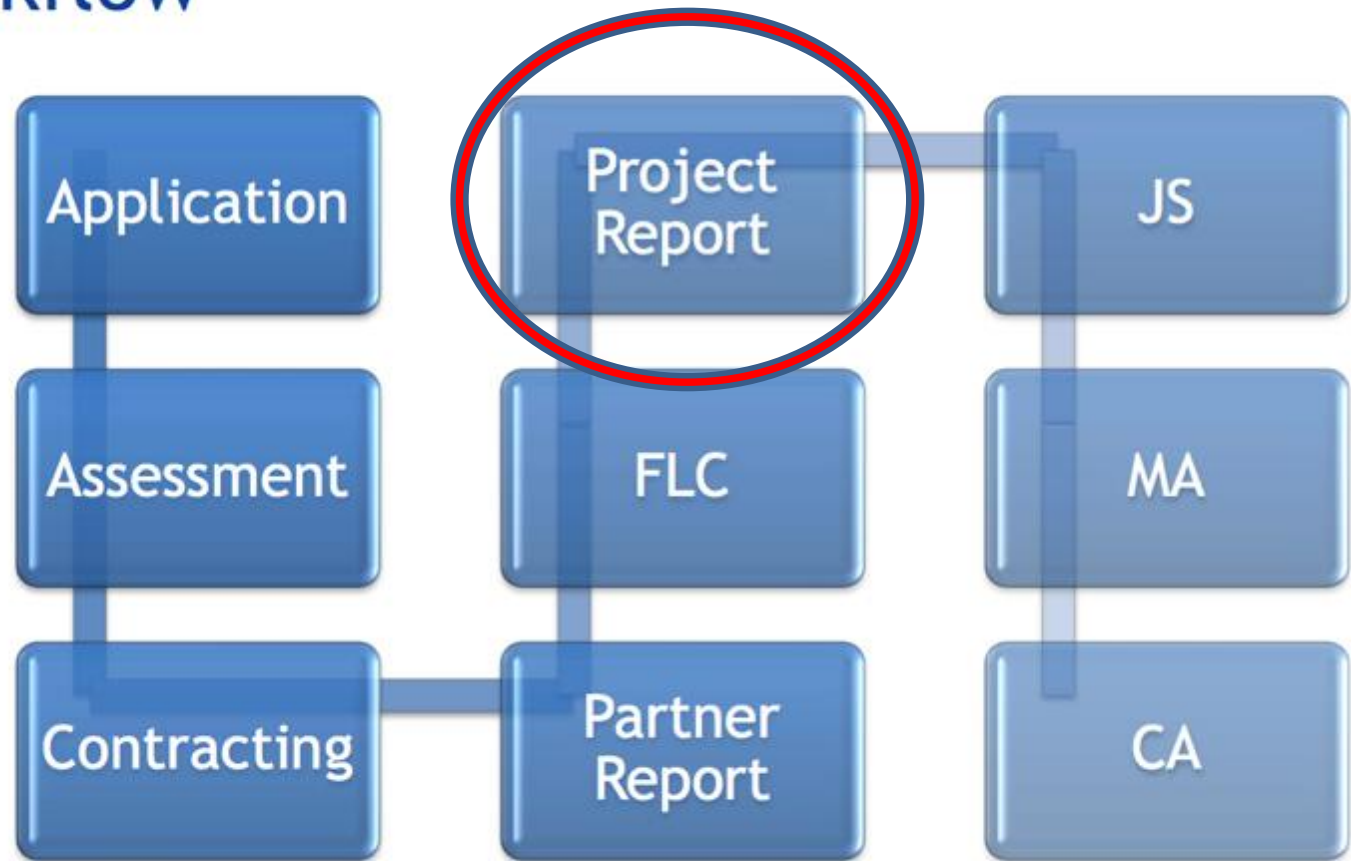 Application
Assessment
Contracting
Partner
Report
FLC
Project
Report
JS
MA
CA